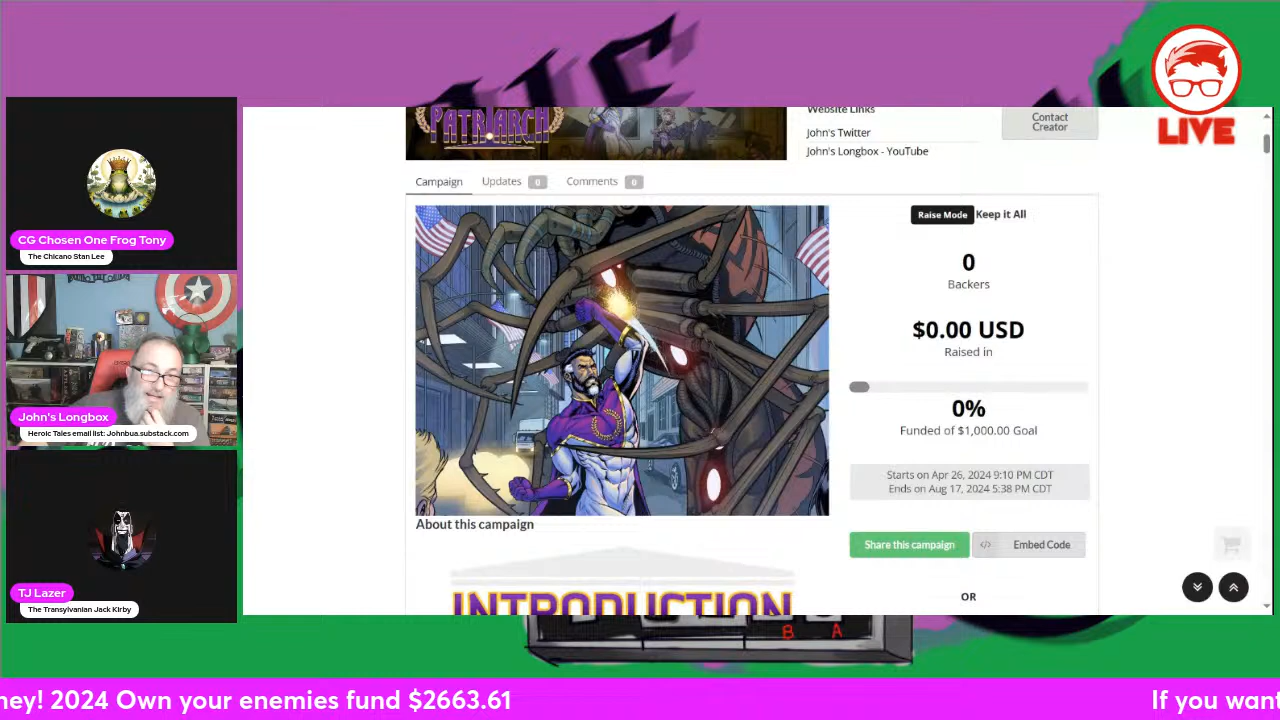 LIVE
PATRIARCH
Website Links
John's Twitter
John's Longbox - YouTube
Contact
Creator
Campaign
Updates 0
Comments 0
Raise Mode Keep it All
0
Backers
$0.00 USD
Raised in
0%
Funded of $1,000.00 Goal
Starts on Apr 26, 2024 9:10 PM CDT
Ends on Aug 17, 2024 5:38 PM CDT
Share this campaign
</> Embed Code
OR
About this campaign
INTRODUCTION
CG Chosen One Frog Tony
The Chicano Stan Lee
John's Longbox
Heroic Tales email list: Johnbua.substack.com
TJ Lazer
The Transylvanian Jack Kirby
B A
ney! 2024 Own your enemies fund $2663.61
If you want